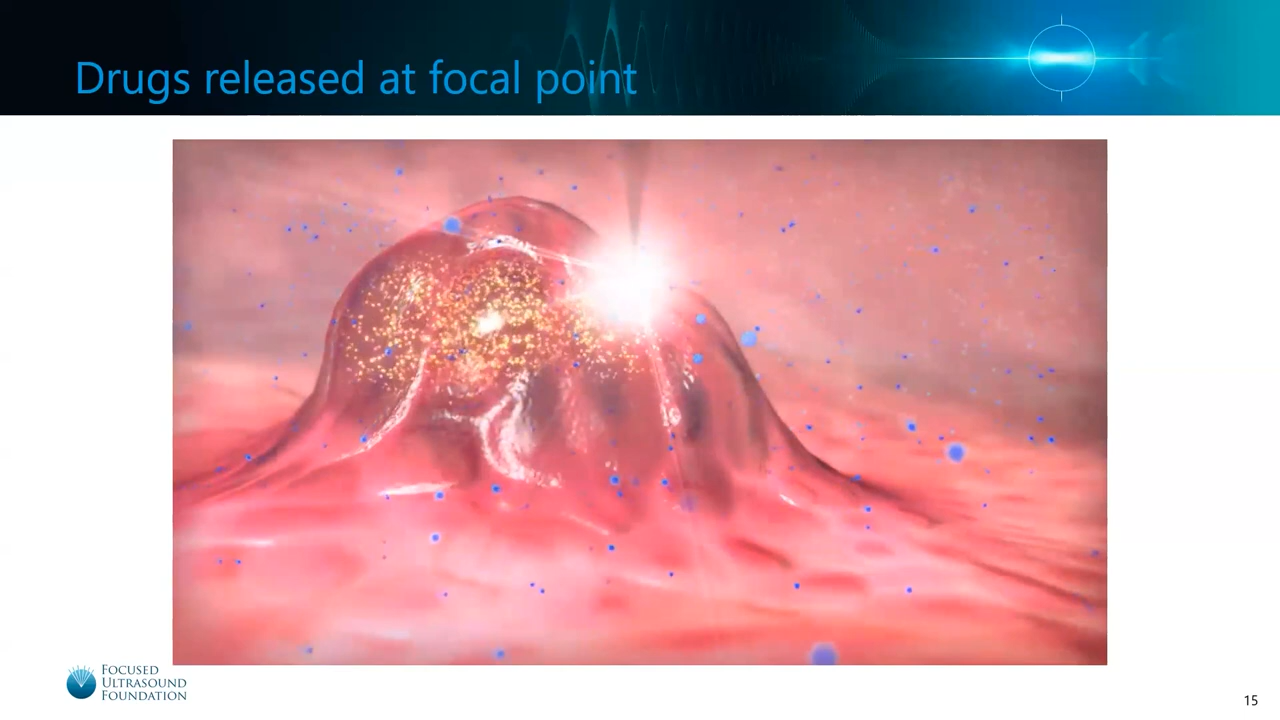 Drugs released at focal point
FOCUSED
ULTRASOUND
FOUNDATION
15